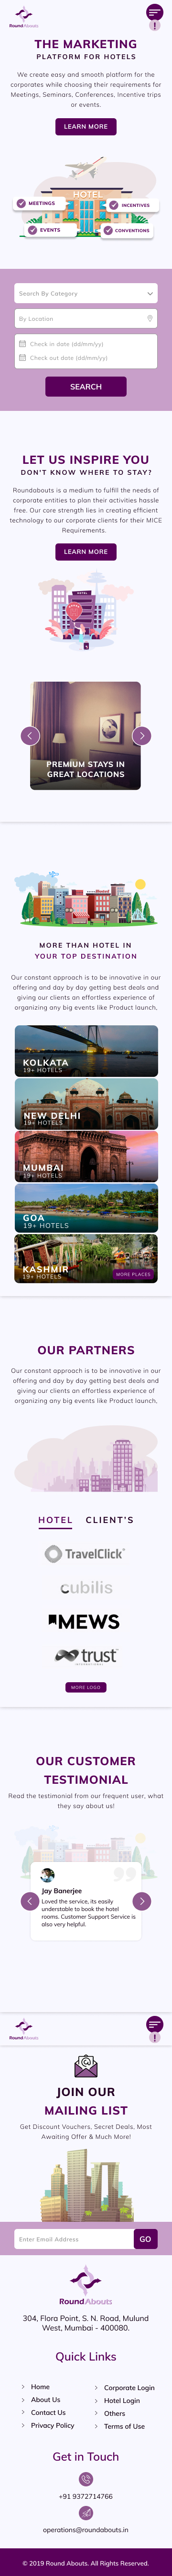 RoundAbouts
!
THE MARKETING
PLATFORM FOR HOTELS
We create easy and smooth platform for the
corporates while choosing their requirements for
Meetings, Seminars, Conferences, Incentive trips
or events.
LEARN MORE
HOTEL
MEETINGS
INCENTIVES
EVENTS
CONVENTIONS
Search By Category
By Location
Check in date (dd/mm/yy)
Check out date (dd/mm/yy)
SEARCH
LET US INSPIRE YOU
DON'T KNOW WHERE TO STAY?
Roundabouts is a medium to fulfill the needs of
corporate entities to plan their activities hassle
free. Our core strength lies in creating efficient
technology to our corporate clients for their MICE
Requirements.
LEARN MORE
HOTEL
PREMIUM STAYS IN
GREAT LOCATIONS
MORE THAN HOTEL IN
YOUR TOP DESTINATION
Our constant approach is to be innovative in our
offering and day by day getting best deals and
giving our clients an effortless experience of
organizing any big events like Product launch,
KOLKATA
19+ HOTELS
NEW DELHI
19+ HOTELS
MUMBAI
19+ HOTELS
GOA
19+ HOTELS
KASHMIR
19+ HOTELS
MORE PLACES
OUR PARTNERS
Our constant approach is to be innovative in our
offering and day by day getting best deals and
giving our clients an effortless experience of
organizing any big events like Product launch,
HOTEL CLIENT'S
TravelClick
cubilis
MEWS
trust
INTERNATIONAL
MORE LOGO
OUR CUSTOMER
TESTIMONIAL
Read the testimonial from our frequent user, what
they say about us!
Jay Banerjee
Loved the service, its easily
understable to book the hotel
rooms. Customer Support Service is
also very helpful.
RoundAbouts
!
JOIN OUR
MAILING LIST
Get Discount Vouchers, Secret Deals, Most
Awaiting Offer & Much More!
Enter Email Address
GO
RoundAbouts
304, Flora Point, S. N. Road, Mulund
West, Mumbai - 400080.
Quick Links
Home
Corporate Login
About Us
Hotel Login
Contact Us
Others
Privacy Policy
Terms of Use
Get in Touch
+91 9372714766
operations@roundabouts.in
© 2019 Round Abouts. All Rights Reserved.